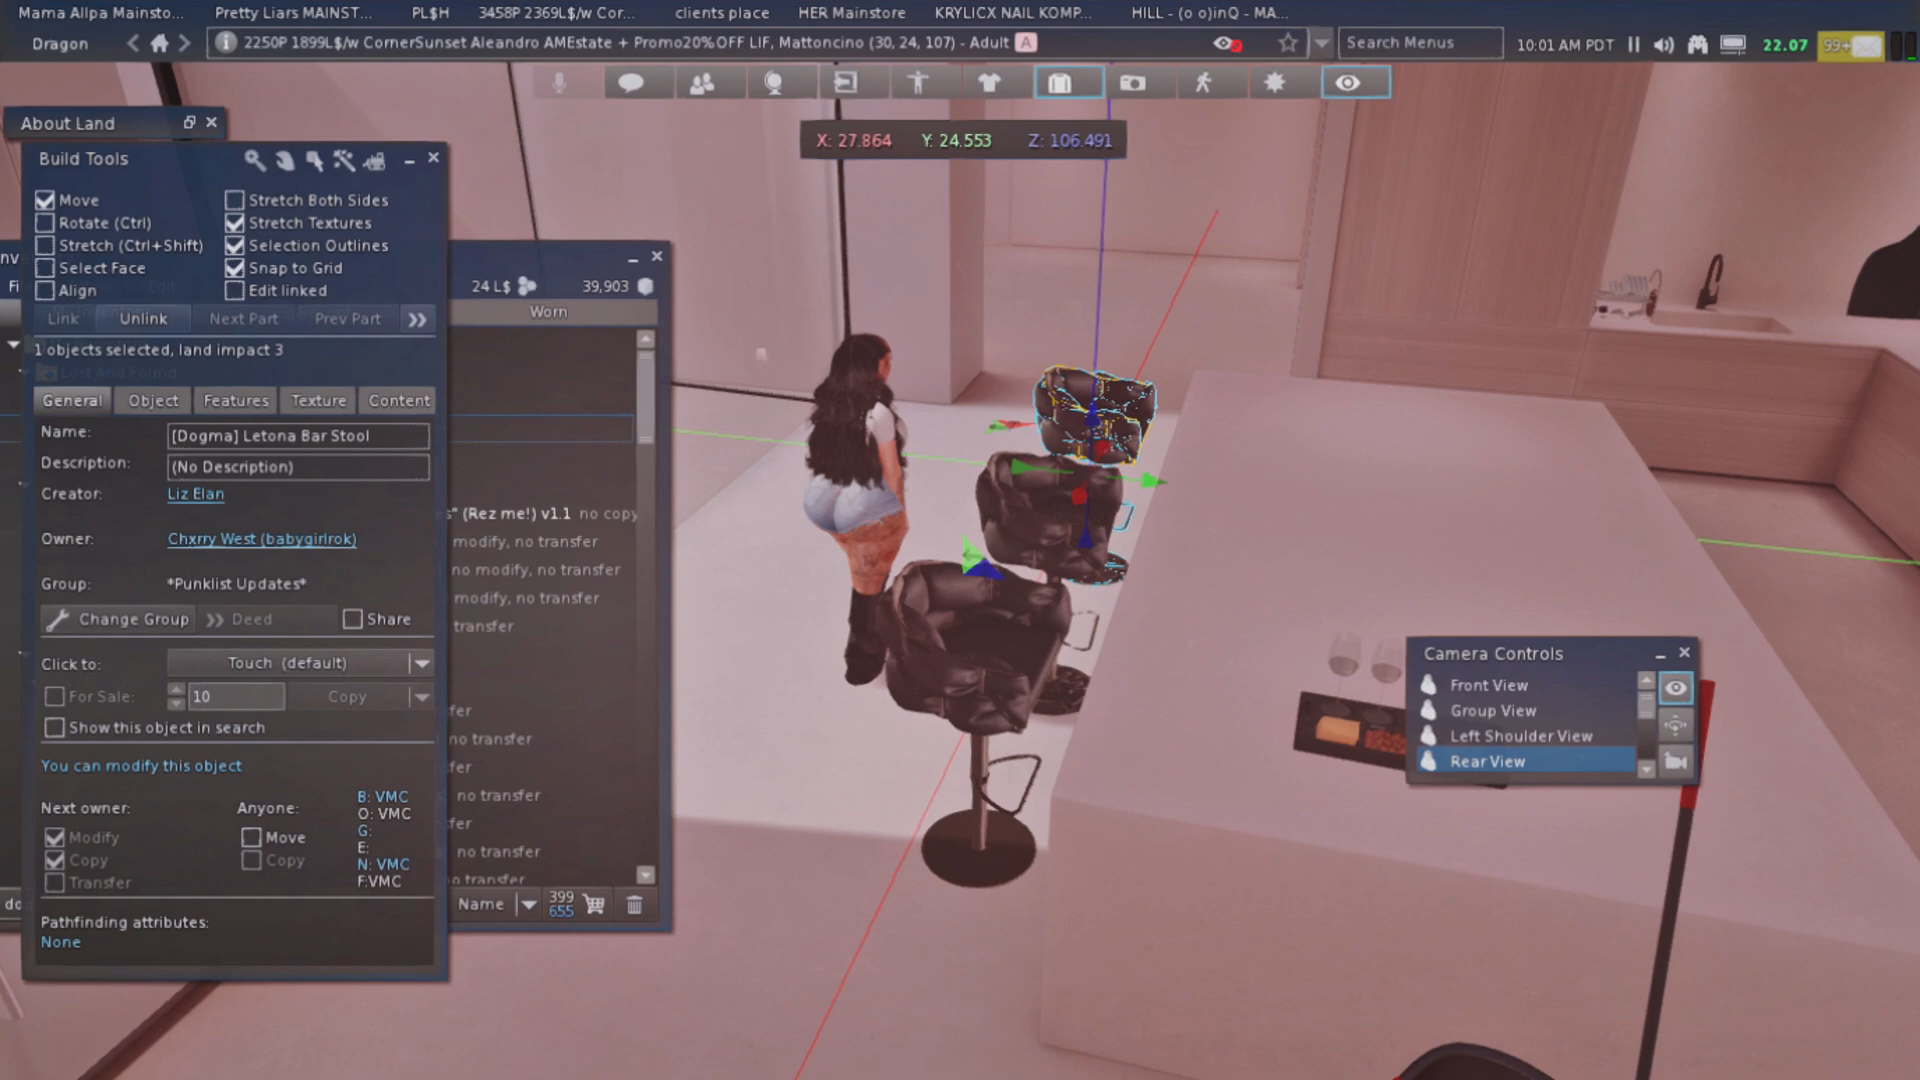 Mama Allpa Mainsto... Pretty Liars MAINST... PL$H 3458P 2369L$/w Cor... clients place HER Mainstore KRYLICX NAIL KOMP... HILL - (o o)inQ - MA...
Dragon 2250P 1899L$/w CornerSunset Aleandro AMEstate + Promo20%OFF LIF, Mattoncino (30, 24, 107) - Adult A Search Menus 10:01 AM PDT 22.07 99+
X: 27.864 Y: 24.553 Z: 106.491
About Land
Build Tools
Move Stretch Both Sides
Rotate (Ctrl) Stretch Textures
Stretch (Ctrl+Shift) Selection Outlines
Select Face Snap to Grid
Align Edit linked
Link Unlink Next Part Prev Part
1 objects selected, land impact 3
Lost And Found
General Object Features Texture Content
Name: [Dogma] Letona Bar Stool
Description: (No Description)
Creator: Liz Elan
Owner: Chxrry West (babygirlrok)
Group: *Punklist Updates*
Change Group Deed Share
Click to: Touch (default)
For Sale: 10 Copy
Show this object in search
You can modify this object
Next owner: Anyone:
Modify Move
Copy Copy
Transfer
B: VMC
O: VMC
G:
E:
N: VMC
F:VMC
Pathfinding attributes:
None
24 L$ 39,903
Worn
s" (Rez me!) v1.1 no copy
modify, no transfer
no modify, no transfer
modify, no transfer
transfer
fer
no transfer
fer
no transfer
fer
no transfer
o transfer
Name 399
655
Camera Controls
Front View
Group View
Left Shoulder View
Rear View